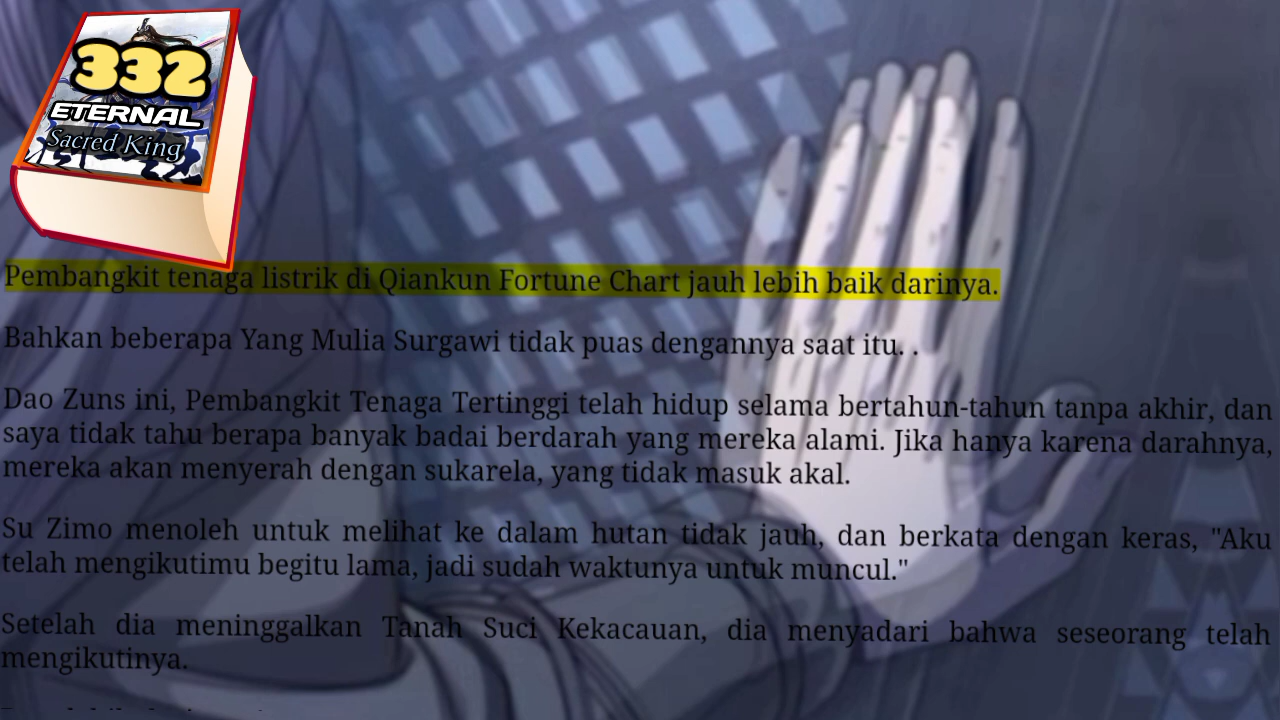 332
ETERNAL
Sacred King
Pembangkit tenaga listrik di Qiankun Fortune Chart jauh lebih baik darinya.
Bahkan beberapa Yang Mulia Surgawi tidak puas dengannya saat itu. .
Dao Zuns ini, Pembangkit Tenaga Tertinggi telah hidup selama bertahun-tahun tanpa akhir, dan
saya tidak tahu berapa banyak badai berdarah yang mereka alami. Jika hanya karena darahnya,
mereka akan menyerah dengan sukarela, yang tidak masuk akal.
Su Zimo menoleh untuk melihat ke dalam hutan tidak jauh, dan berkata dengan keras, "Aku
telah mengikutimu begitu lama, jadi sudah waktunya untuk muncul."
Setelah dia meninggalkan Tanah Suci Kekacauan, dia menyadari bahwa seseorang telah
mengikutinya.